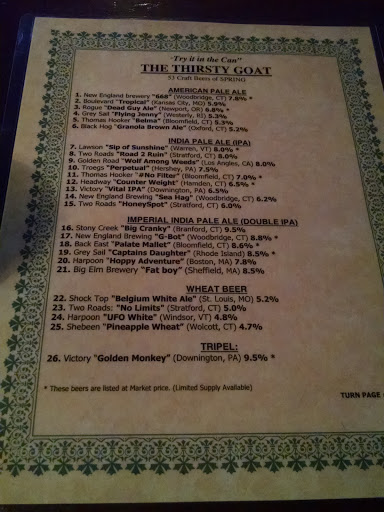 Try it in the Can"
THE THIRSTY GOAT
53 Craft Beers of SPRING
AMERICAN PALE ALE
1. New England brewery "668" (Woodbridge, CT) 7.8% *
2. Boulevard "Tropical" (Kansas City, MO) 5.9%
3. Rogue "Dead Guy Ale" (Newport, OR) 6.8% *
4. Grey Sail "Flying Jenny" (Westerly, RI) 5.3%
5. Thomas Hooker "Reima" (Bloomfield, CT) 5.3%
6. Black Hog "Granola Brown Ale" (Oxford, CT) 5.2%
INDIA PALE ALE (IPA)
7. Lawson "Sip of Sunshine" (Warren, VT) 8.0% *
8. Two Roads "Road 2 Ruin" (Stratford, CT) 8.0%
9. Golden Road "Wolf Among Weeds" (Los Angles, CA) 8.0%
10. Troegs "Perpetual" (Hershey, PA) 7.5%
11. Thomas Hooker "#No Filter" (Bloomfield, CT) 7.0% *
12. Headway "Counter Weight" (Hamden, CT) 6.5% *
13. Victory "Vital IPA" (Downington, PA) 6.5%
14. New England Brewing "Sea Hag" (Woodbridge, CT) 6.2%
15. Two Roads "HoneySpot" (Stratford, CT) 6.0%
IMPERIAL INDIA PALE ALE (DOUBLE IPA)
16. Stony Creek "Big Cranky" (Branford, CT) 9.5%
17. New England Brewing "G-Bot" (Woodbridge, CT) 8.8% *
18. Back East "Palate Mallet" (Bloomfield, CT) 8.6% *
19. Grey Sail "Captains Daughter" (Rhode Island) 8.5% *
20. Harpoon "Hoppy Adventure" (Boston, MA) 7.8%
21. Big Elm Brewery "Fat boy" (Sheffield, MA) 8.5%
WHEAT BEER
22. Shock Top "Belgium White Ale" (St. Louis, MO) 5.2%
23. Two Roads: "No Limits" (Stratford, CT) 5.0%
24. Harpoon "UFO White" (Windsor, VT) 4.8%
25. Shebeen "Pineapple Wheat" (Wolcott, CT) 4.7%
TRIPEL:
26. Victory "Golden Monkey" (Downington, PA) 9.5% *
* These beers are listed at Market price. (Limited Supply Available)
TURN PAGE